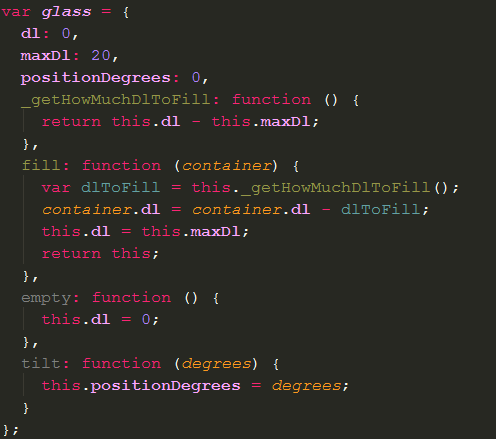 var glass = {
  dl: 0,
  maxDl: 20,
  positionDegrees: 0,
  _getHowMuchDlToFill: function () {
    return this.dl - this.maxDl;
  },
  fill: function (container) {
    var dlToFill = this._getHowMuchDlToFill();
    container.dl = container.dl - dlToFill;
    this.dl = this.maxDl;
    return this;
  },
  empty: function () {
    this.dl = 0;
  },
  tilt: function (degrees) {
    this.positionDegrees = degrees;
  }
};